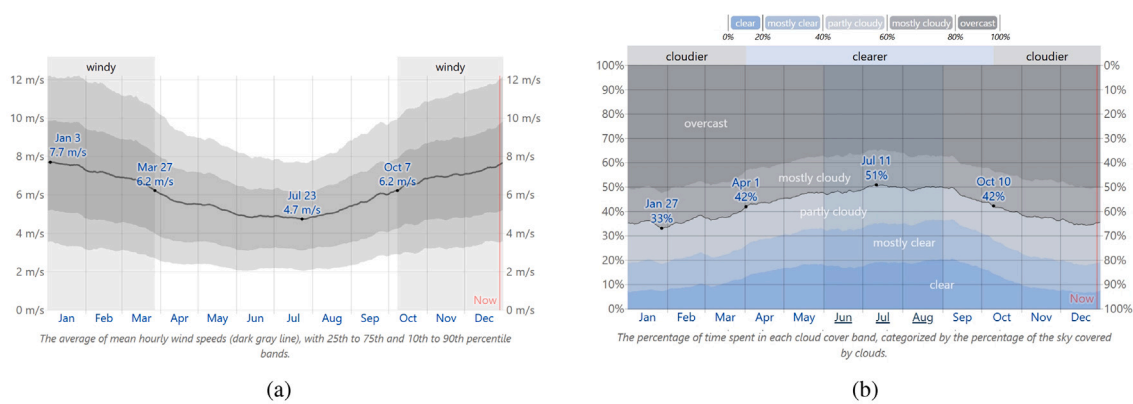 clear mostly clear partly cloudy mostly cloudy overcast
0% 20% 40% 60% 80% 100%
windy windy
12 m/s 12 m/s
10 m/s 10 m/s
8 m/s 8 m/s
6 m/s 6 m/s
4 m/s 4 m/s
2 m/s 2 m/s
0 m/s 0 m/s
Jan 3
7.7 m/s
Mar 27
6.2 m/s
Jul 23
4.7 m/s
Oct 7
6.2 m/s
Now
Jan Feb Mar Apr May Jun Jul Aug Sep Oct Nov Dec
The average of mean hourly wind speeds (dark gray line), with 25th to 75th and 10th to 90th percentile
bands.
(a)
cloudier clearer cloudier
100% 0%
90% 10%
80% 20%
70% 30%
60% 40%
50% 50%
40% 60%
30% 70%
20% 80%
10% 90%
0% 100%
overcast
mostly cloudy
partly cloudy
mostly clear
clear
Jan 27
33%
Apr 1
42%
Jul 11
51%
Oct 10
42%
Now
Jan Feb Mar Apr May Jun Jul Aug Sep Oct Nov Dec
The percentage of time spent in each cloud cover band, categorized by the percentage of the sky covered
by clouds.
(b)